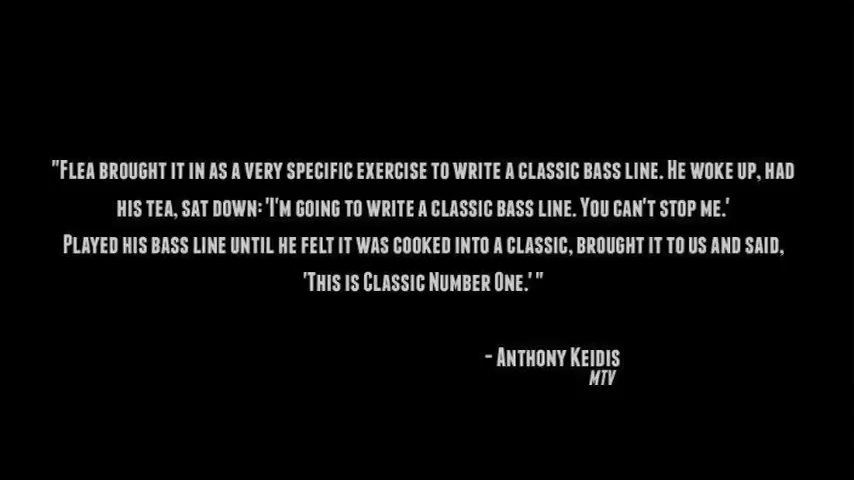 "Flea brought it in as a very specific exercise to write a classic bass line. He woke up, had
his tea, sat down: 'I'm going to write a classic bass line. You can't stop me.'
Played his bass line until he felt it was cooked into a classic, brought it to us and said,
'This is Classic Number One.' "
- Anthony Keidis
MTV